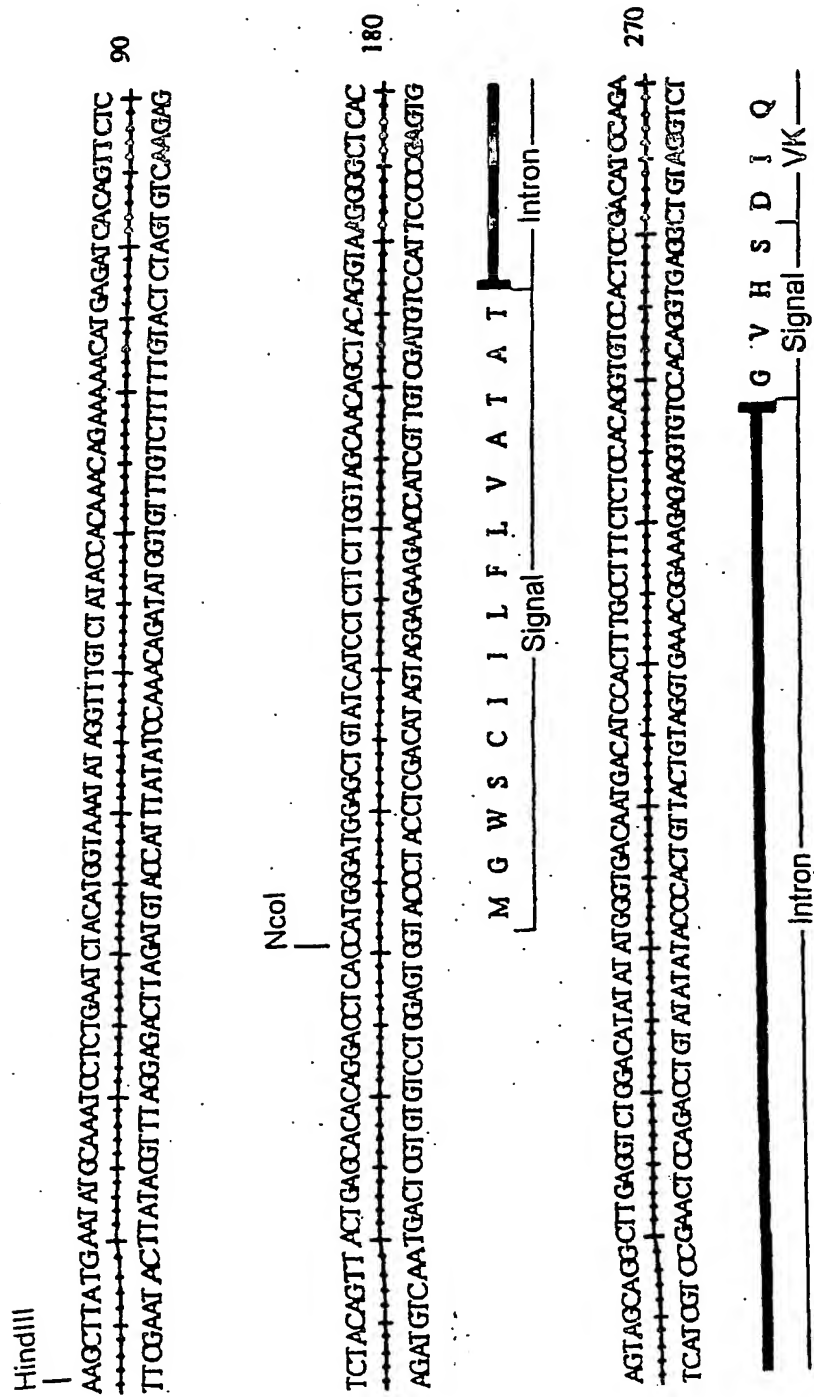 HindIII
AAGCTTATGAATATGCAAATCCTCTGAATCTACATGGTAAATATAGGTTTGTCTATACCACAAACAGAAAAACATGAGATCACAGTTCTC
90
TTCGAATACTTATACGTTTAGGAGACTTAGATGTACCATTTATATCCAAACAGATATGGTGTTTGTCTTTTTGTACTCTAGTGTCAAGAG
NcoI
TCTACAGTTACTGAGCACACAGGACCTCACCATGGGATGGAGCTGTATCATCCTCTTCTTGGTAGCAACAGCTACAGGTAAGGGGCTCAC
180
AGATGTCAATGACTCGTGTGTCCTGGAGTGGTACCCTACCTCGACATAGTAGGAGAAGAACCATCGTTGTCGATGTCCATTCCCCGAGTG
M G W S C I I L F L V A T A T
Signal Intron
AGTAGCAGGCTTGAGGTCTGGACATATATATGGGTGACAATGACATCCACTTTGCCTTTCTCTCCACAGGTGTCCACTCCGACATCCAGA
270
TCATCGTCCGAACTCCAGACCTGTATATATACCCACTGTTACTGTAGGTGAAACGGAAAGAGAGGTGTCCACAGGTGAGGCTGTAGGTCT
G V H S D I Q
Intron Signal VK